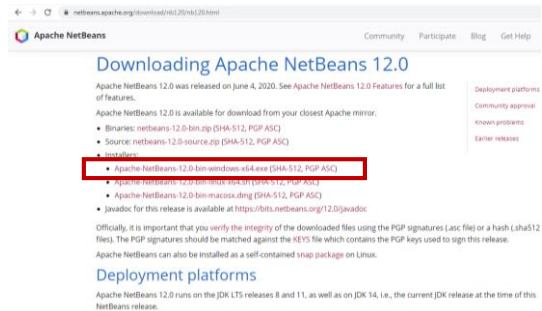 netbeans.apache.org/download/nb120/nb120.html
Apache NetBeans
Community Participate Blog Get Help
Downloading Apache NetBeans 12.0
Apache NetBeans 12.0 was released on June 4, 2020. See Apache NetBeans 12.0 Features for a full list
of features.
Apache NetBeans 12.0 is available for download from your closest Apache mirror.
• Binaries: netbeans-12.0-bin.zip (SHA-512, PGP ASC)
• Source: netbeans-12.0-source.zip (SHA-512, PGP ASC)
• Installers:
• Apache-NetBeans-12.0-bin-windows-x64.exe (SHA-512, PGP ASC)
• Apache-NetBeans-12.0-bin-linux-x64.sh (SHA-512, PGP ASC)
• Apache-NetBeans-12.0-bin-macosx.dmg (SHA-512, PGP ASC)
• Javadoc for this release is available at https://bits.netbeans.org/12.0/javadoc
Officially, it is important that you verify the integrity of the downloaded files using the PGP signatures (.asc file) or a hash (.sha512
files). The PGP signatures should be matched against the KEYS file which contains the PGP keys used to sign this release.
Apache NetBeans can also be installed as a self-contained snap package on Linux.
Deployment platforms
Apache NetBeans 12.0 runs on the JDK LTS releases 8 and 11, as well as on JDK 14, i.e., the current JDK release at the time of this
NetBeans release.
Deployment platforms
Community approval
Known problems
Earlier releases